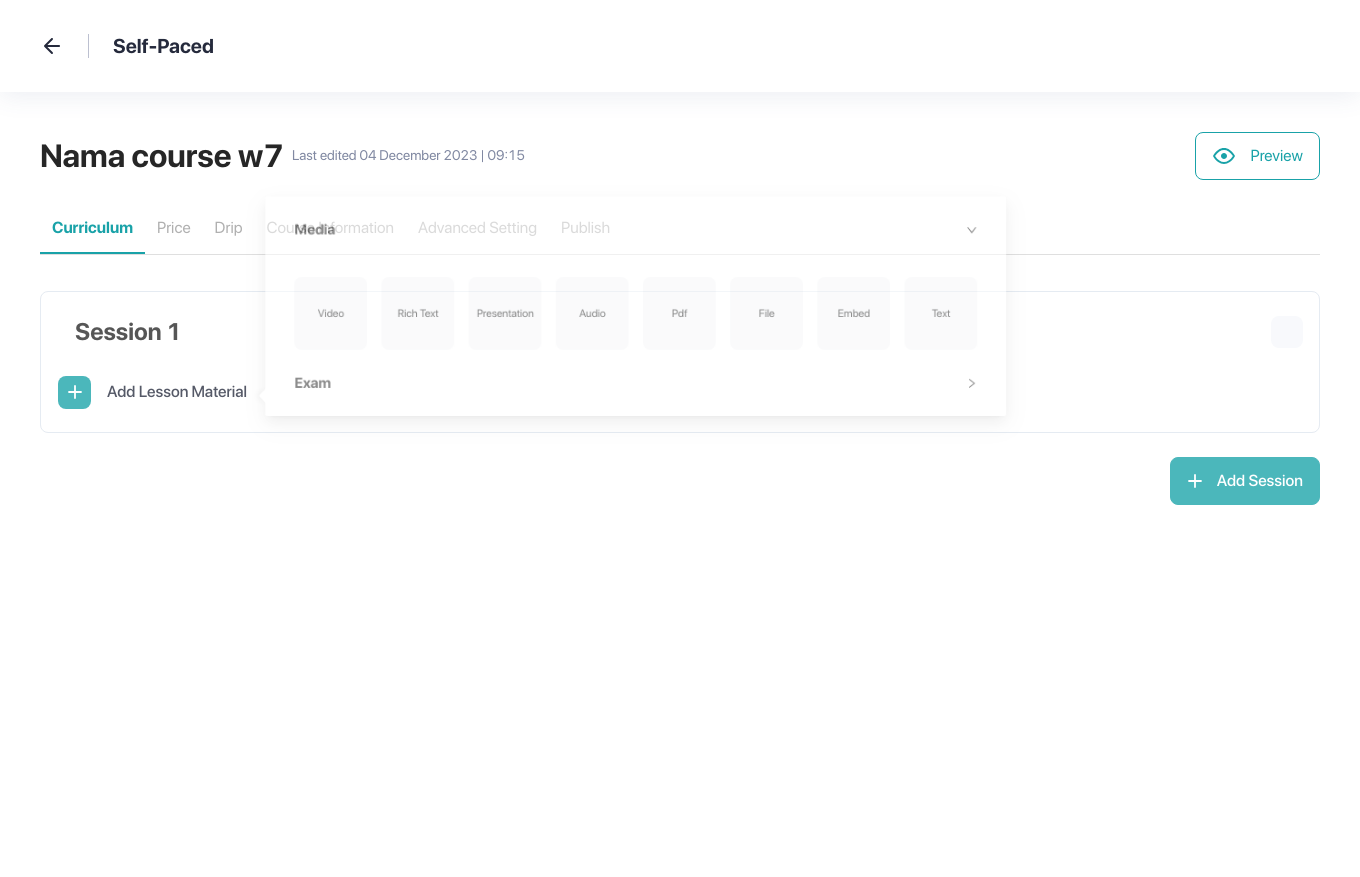 Self-Paced
Nama course w7 Last edited 04 December 2023 | 09:15
Preview
Curriculum Price Drip Course Information Advanced Setting Publish
Media
Video Rich Text Presentation Audio Pdf File Embed Text
Session 1
Exam
Add Lesson Material
Add Session